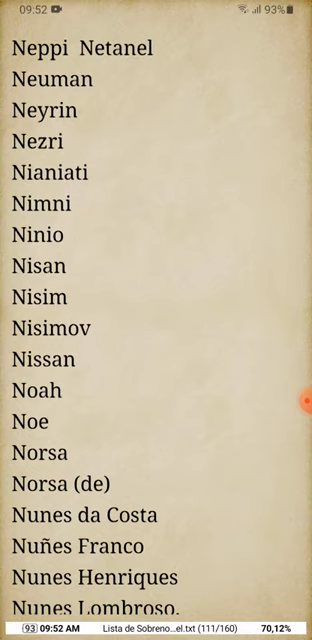 09:52 93%
Neppi  Netanel
Neuman
Neyrin
Nezri
Nianiati
Nimni
Ninio
Nisan
Nisim
Nisimov
Nissan
Noah
Noe
Norsa
Norsa (de)
Nunes da Costa
Nuñes Franco
Nunes Henriques
Nunes Lombroso.
93 09:52 AM Lista de Sobreno...el.txt (111/160) 70,12%